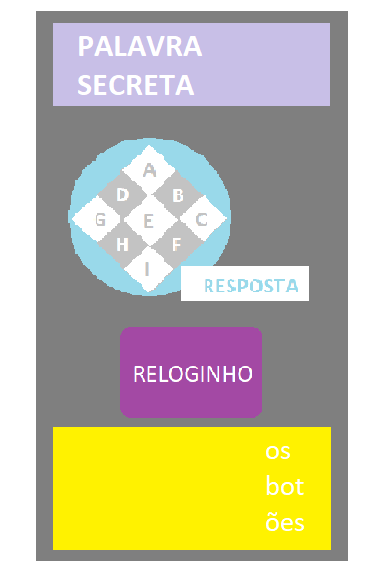 PALAVRA
SECRETA
A
D B
G E C
H F
I
RESPOSTA
RELOGINHO
os
bot
ões